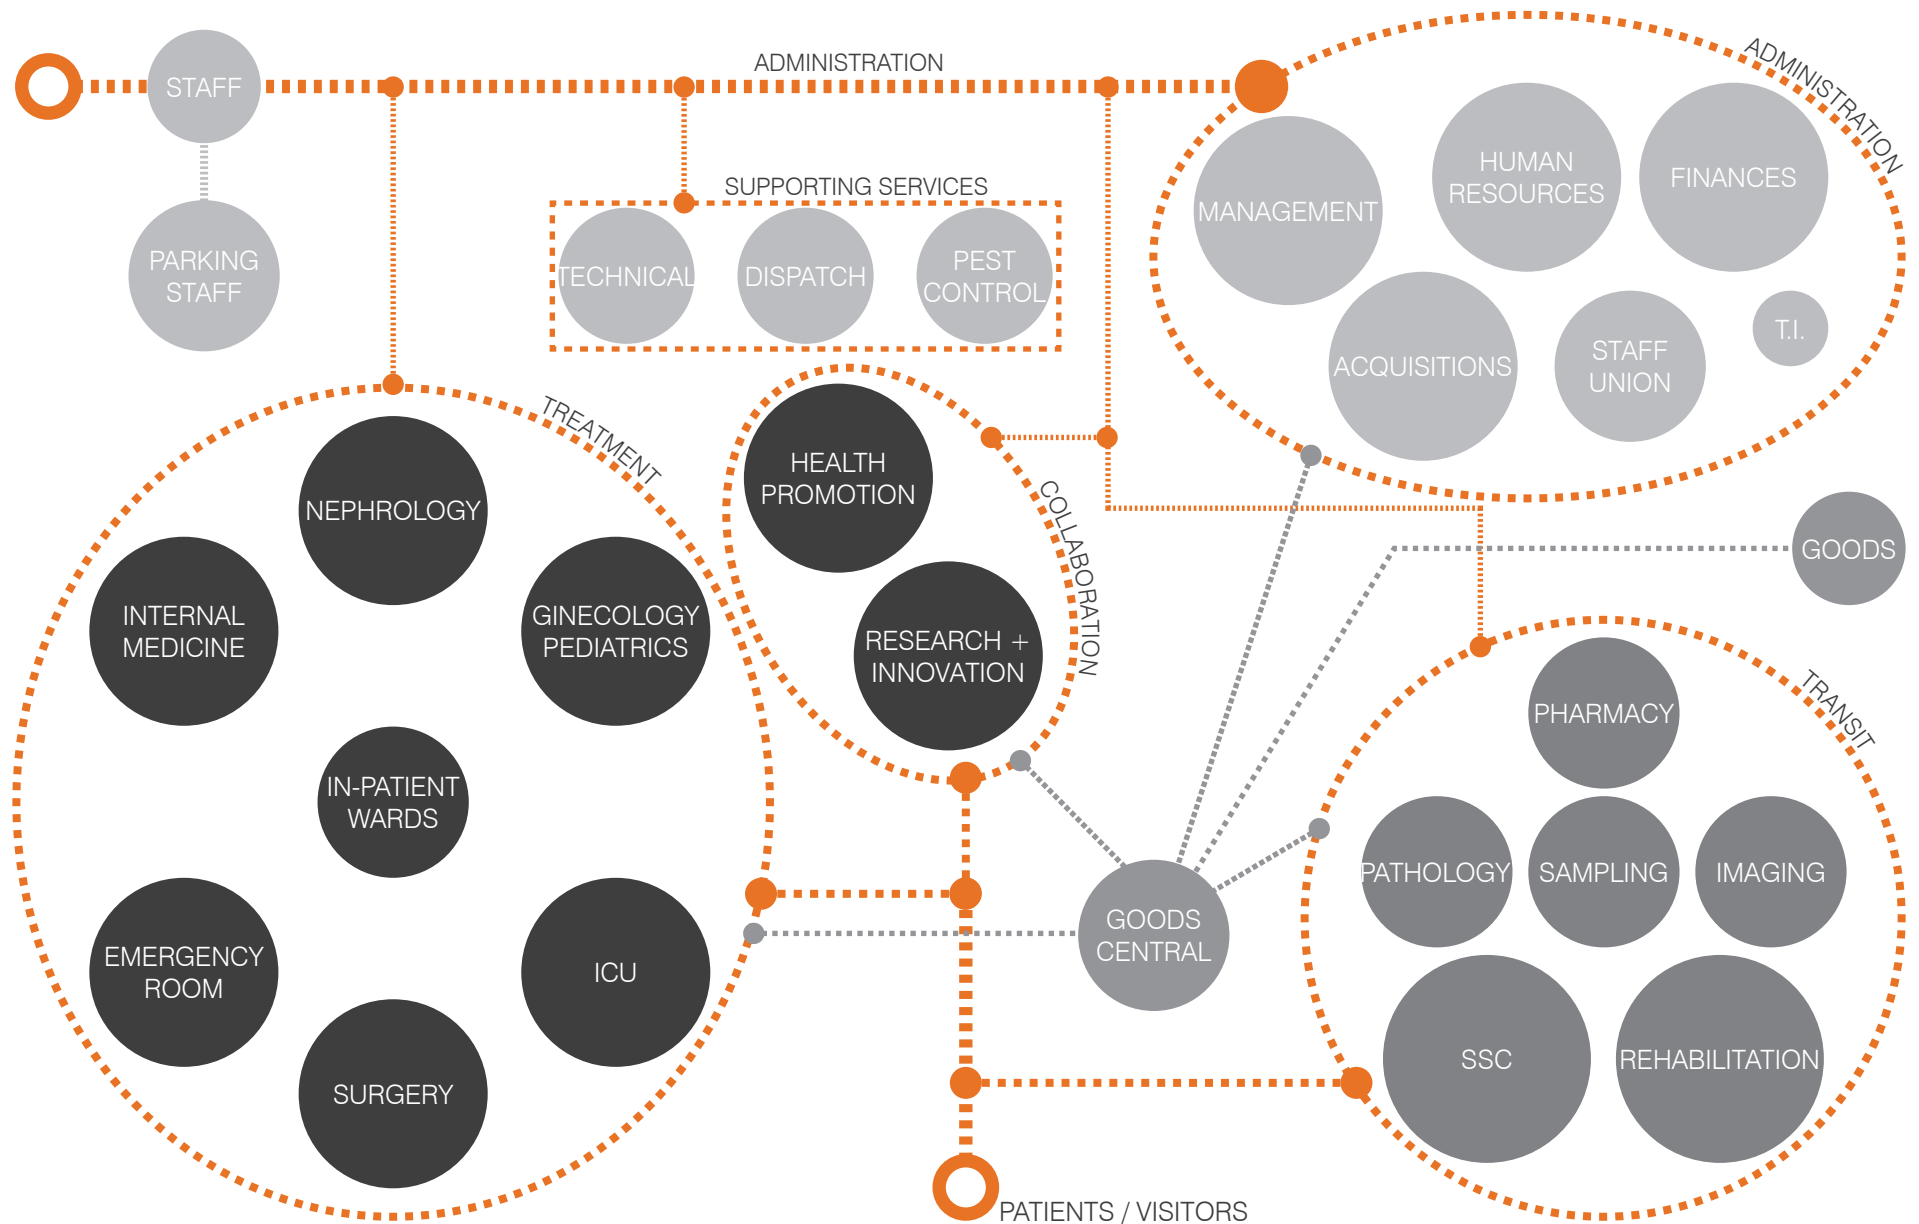 STAFF
ADMINISTRATION
ADMINISTRATION
PARKING
STAFF
SUPPORTING SERVICES
TECHNICAL
DISPATCH
PEST
CONTROL
MANAGEMENT
HUMAN
RESOURCES
FINANCES
ACQUISITIONS
STAFF
UNION
T.I.
TREATMENT
NEPHROLOGY
INTERNAL
MEDICINE
GINECOLOGY
PEDIATRICS
IN-PATIENT
WARDS
EMERGENCY
ROOM
ICU
SURGERY
COLLABORATION
HEALTH
PROMOTION
RESEARCH +
INNOVATION
GOODS
GOODS
CENTRAL
TRANSIT
PHARMACY
PATHOLOGY
SAMPLING
IMAGING
SSC
REHABILITATION
PATIENTS / VISITORS